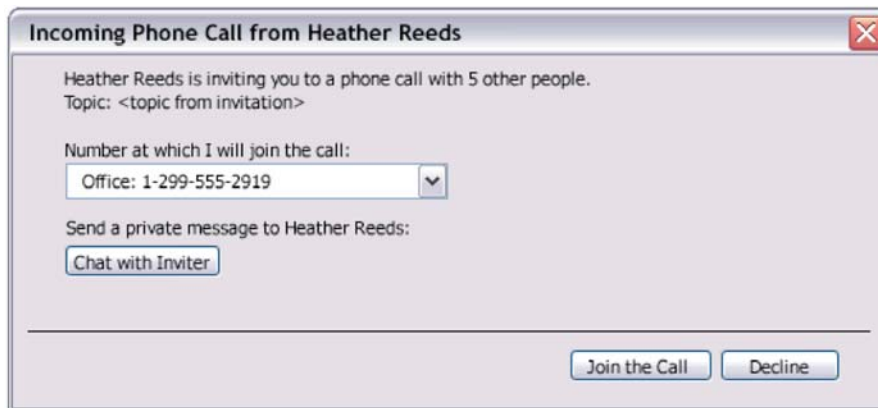 Incoming Phone Call from Heather Reeds
Heather Reeds is inviting you to a phone call with 5 other people.
Topic: <topic from invitation>
Number at which I will join the call:
Office: 1-299-555-2919
Send a private message to Heather Reeds:
Chat with Inviter
Join the Call Decline